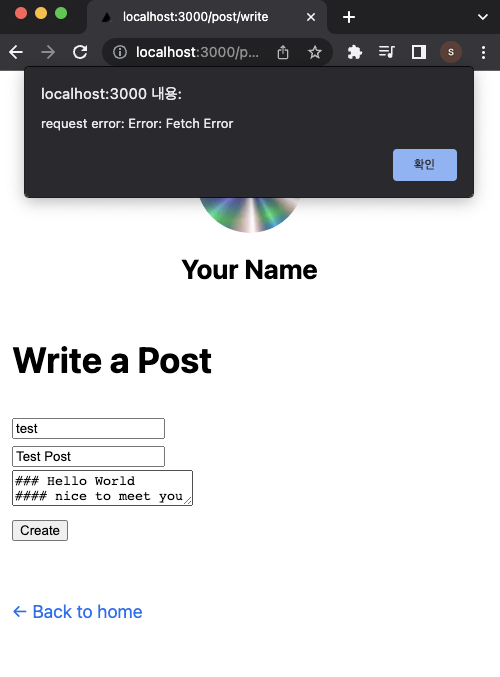 localhost:3000/post/write
localhost:3000/p...
S
localhost:3000 내용:
request error: Error: Fetch Error
확인
Your Name
Write a Post
test
Test Post
### Hello World
#### nice to meet you
Create
← Back to home